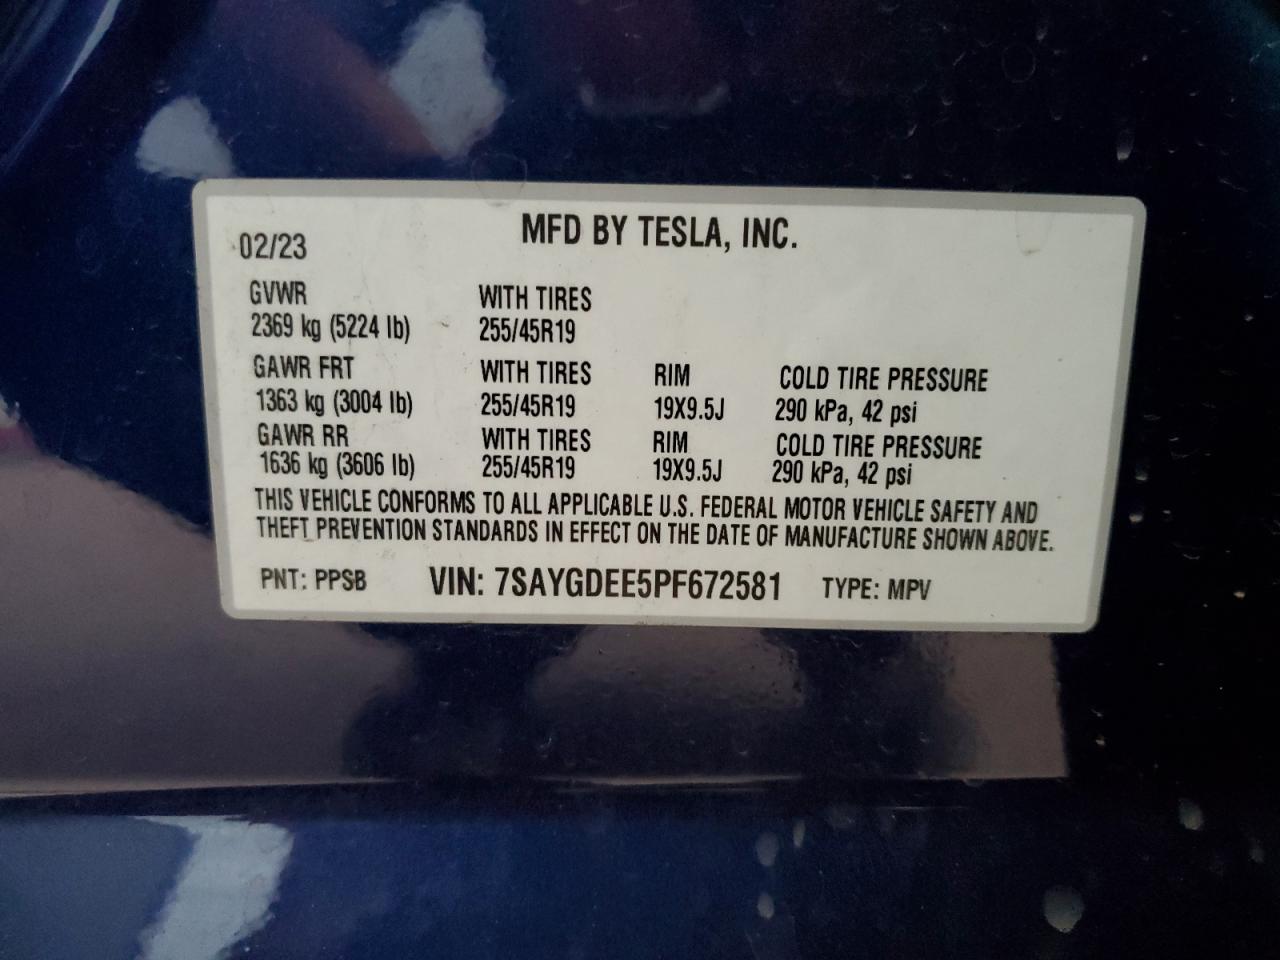 MFD BY TESLA, INC.
02/23
GVWR WITH TIRES
2369 kg (5224 lb) 255/45R19
GAWR FRT WITH TIRES RIM COLD TIRE PRESSURE
1363 kg (3004 lb) 255/45R19 19X9.5J 290 kPa, 42 psi
GAWR RR WITH TIRES RIM COLD TIRE PRESSURE
1636 kg (3606 lb) 255/45R19 19X9.5J 290 kPa, 42 psi
THIS VEHICLE CONFORMS TO ALL APPLICABLE U.S. FEDERAL MOTOR VEHICLE SAFETY AND
THEFT PREVENTION STANDARDS IN EFFECT ON THE DATE OF MANUFACTURE SHOWN ABOVE.
PNT: PPSB VIN: 7SAYGDEE5PF672581 TYPE: MPV